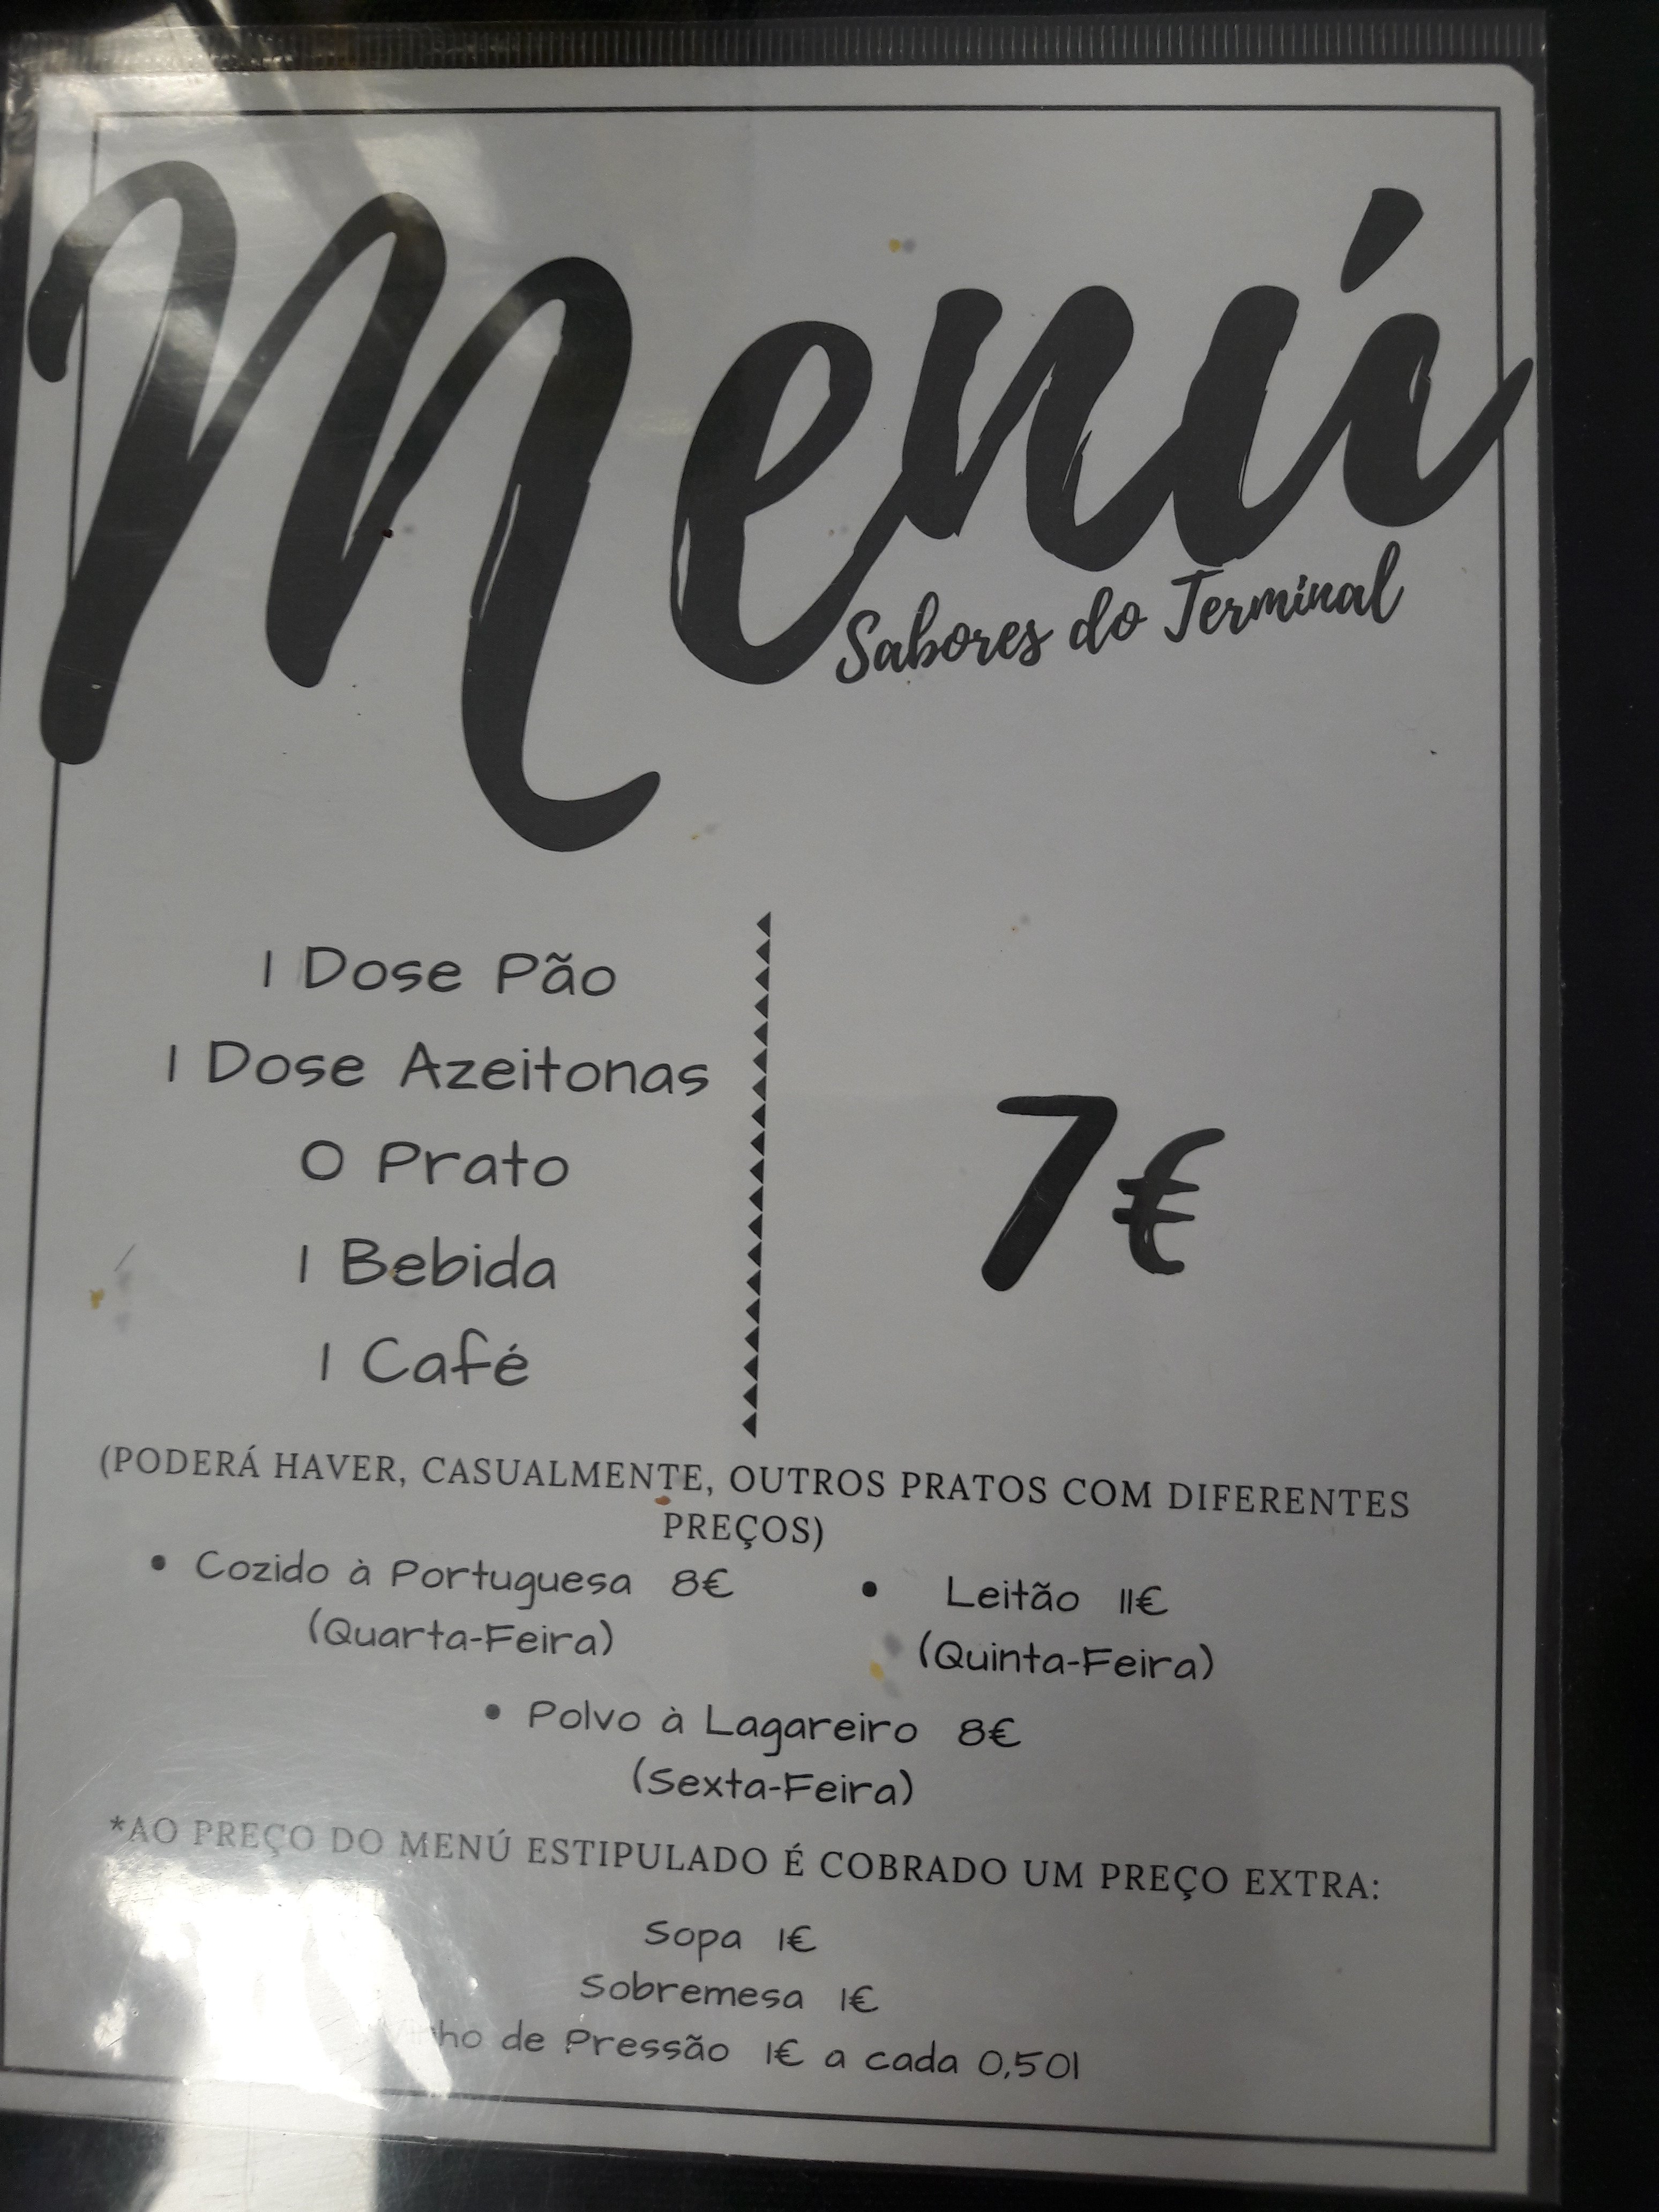 Menú
Sabores do Terminal
1 Dose Pão
1 Dose Azeitonas
O Prato
1 Bebida
1 Café
7€
(PODERÁ HAVER, CASUALMENTE, OUTROS PRATOS COM DIFERENTES
PREÇOS)
• Cozido à Portuguesa 8€
(Quarta-Feira)
• Leitão 11€
(Quinta-Feira)
• Polvo à Lagareiro 8€
(Sexta-Feira)
*AO PREÇO DO MENÚ ESTIPULADO É COBRADO UM PREÇO EXTRA:
Sopa 1€
Sobremesa 1€
Vinho de Pressão 1€ a cada 0,50l